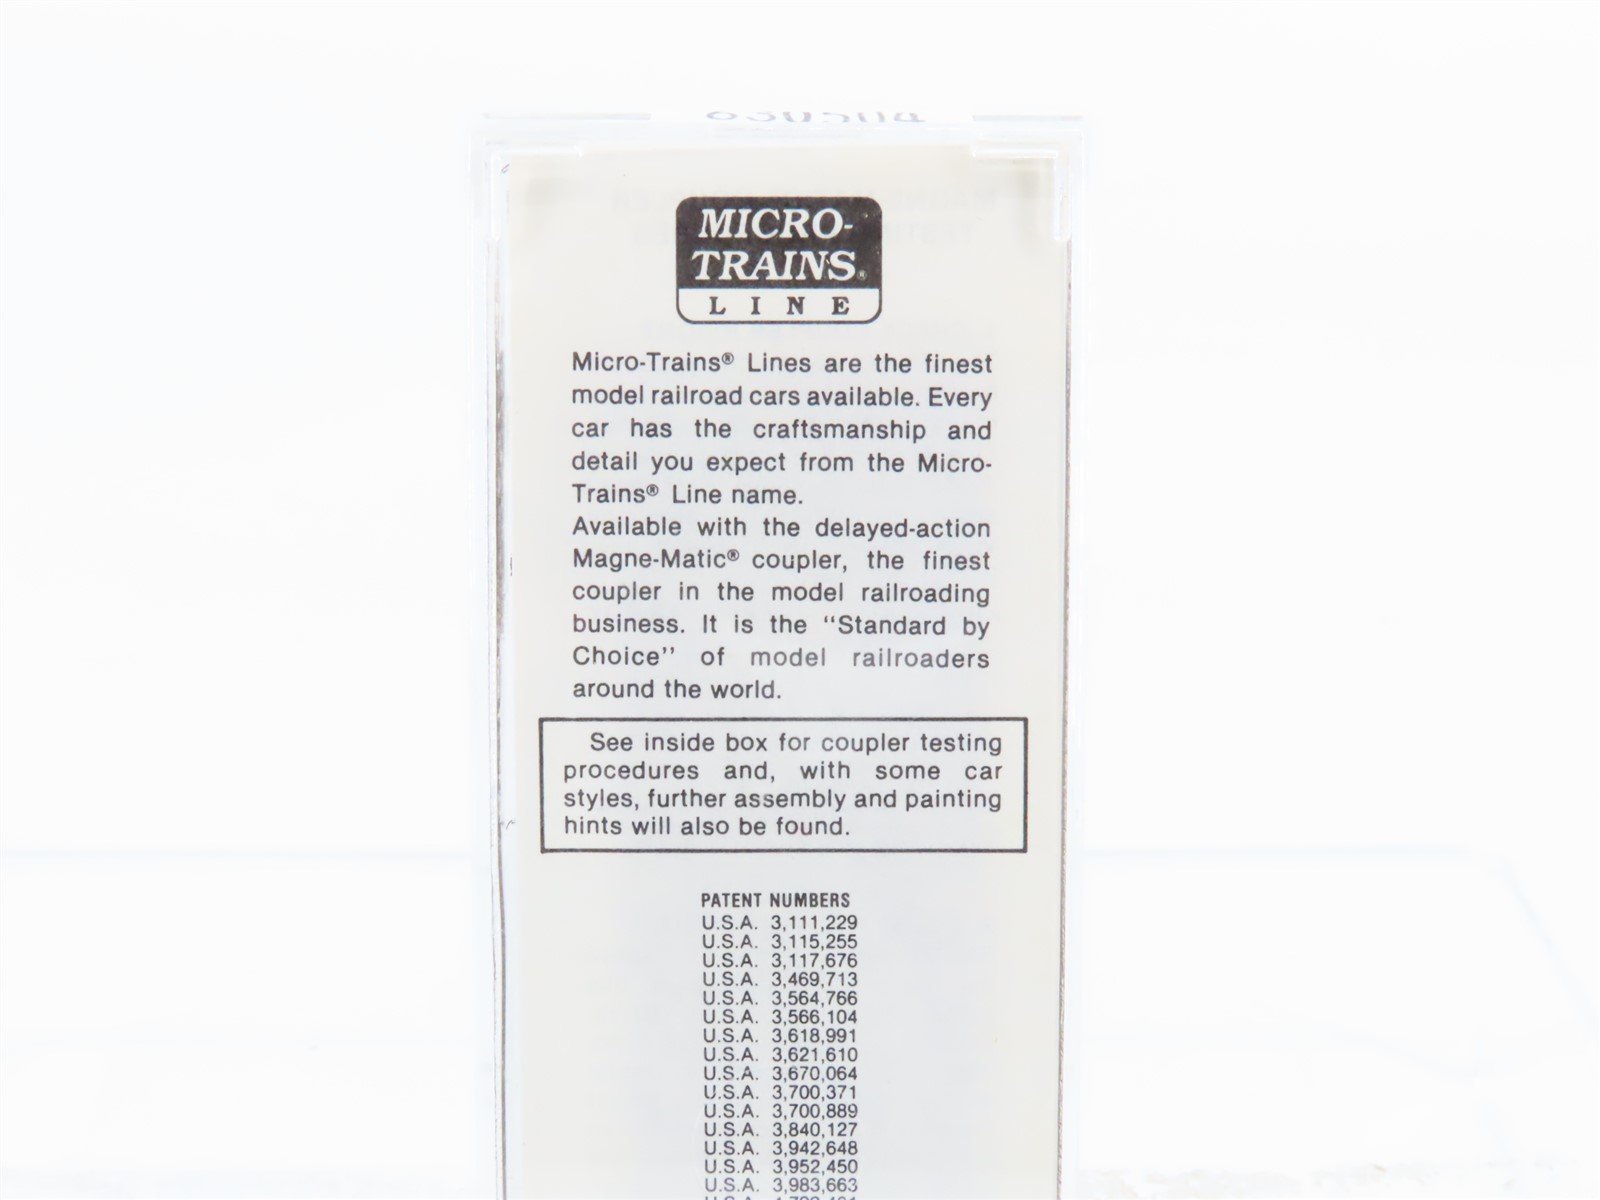 MICRO-
TRAINS®
LINE
Micro-Trains® Lines are the finest
model railroad cars available. Every
car has the craftsmanship and
detail you expect from the Micro-
Trains® Line name.
Available with the delayed-action
Magne-Matic® coupler, the finest
coupler in the model railroading
business. It is the "Standard by
Choice" of model railroaders
around the world.
See inside box for coupler testing
procedures and, with some car
styles, further assembly and painting
hints will also be found.
PATENT NUMBERS
U.S.A. 3,111,229
U.S.A. 3,115,255
U.S.A. 3,117,676
U.S.A. 3,469,713
U.S.A. 3,564,766
U.S.A. 3,566,104
U.S.A. 3,618,991
U.S.A. 3,621,610
U.S.A. 3,670,064
U.S.A. 3,700,371
U.S.A. 3,700,889
U.S.A. 3,840,127
U.S.A. 3,942,648
U.S.A. 3,952,450
U.S.A. 3,983,663